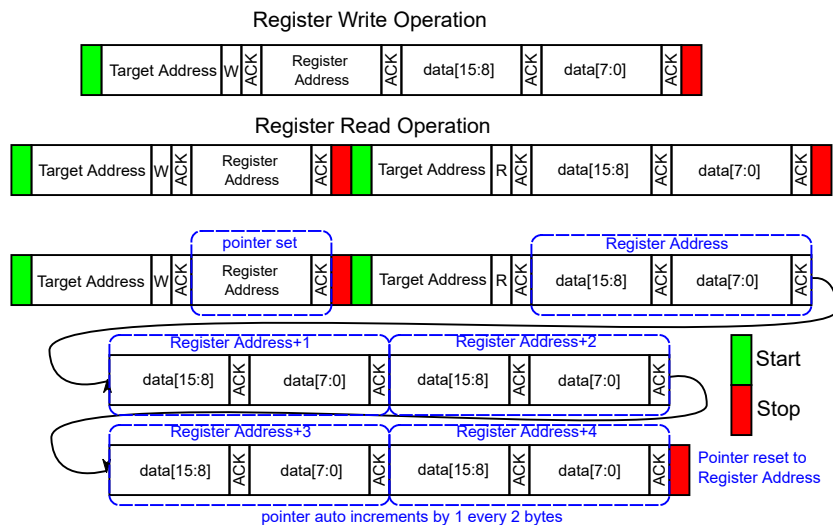 Register Write Operation
Target Address W ACK Register Address ACK data[15:8] ACK data[7:0] ACK
Register Read Operation
Target Address W ACK Register Address ACK Target Address R ACK data[15:8] ACK data[7:0] ACK
pointer set Register Address
Target Address W ACK Register Address ACK Target Address R ACK data[15:8] ACK data[7:0] ACK
Register Address+1 Register Address+2
data[15:8] ACK data[7:0] ACK data[15:8] ACK data[7:0] ACK
Start
Stop
Register Address+3 Register Address+4
data[15:8] ACK data[7:0] ACK data[15:8] ACK data[7:0] ACK
Pointer reset to
Register Address
pointer auto increments by 1 every 2 bytes